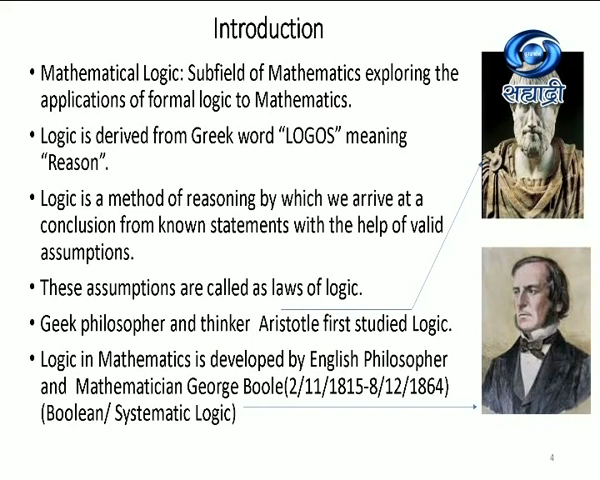 Introduction
• Mathematical Logic: Subfield of Mathematics exploring the
applications of formal logic to Mathematics.
• Logic is derived from Greek word “LOGOS” meaning
“Reason”.
• Logic is a method of reasoning by which we arrive at a
conclusion from known statements with the help of valid
assumptions.
• These assumptions are called as laws of logic.
• Geek philosopher and thinker Aristotle first studied Logic.
• Logic in Mathematics is developed by English Philosopher
and Mathematician George Boole(2/11/1815-8/12/1864)
(Boolean/ Systematic Logic)
सह्याद्री
4